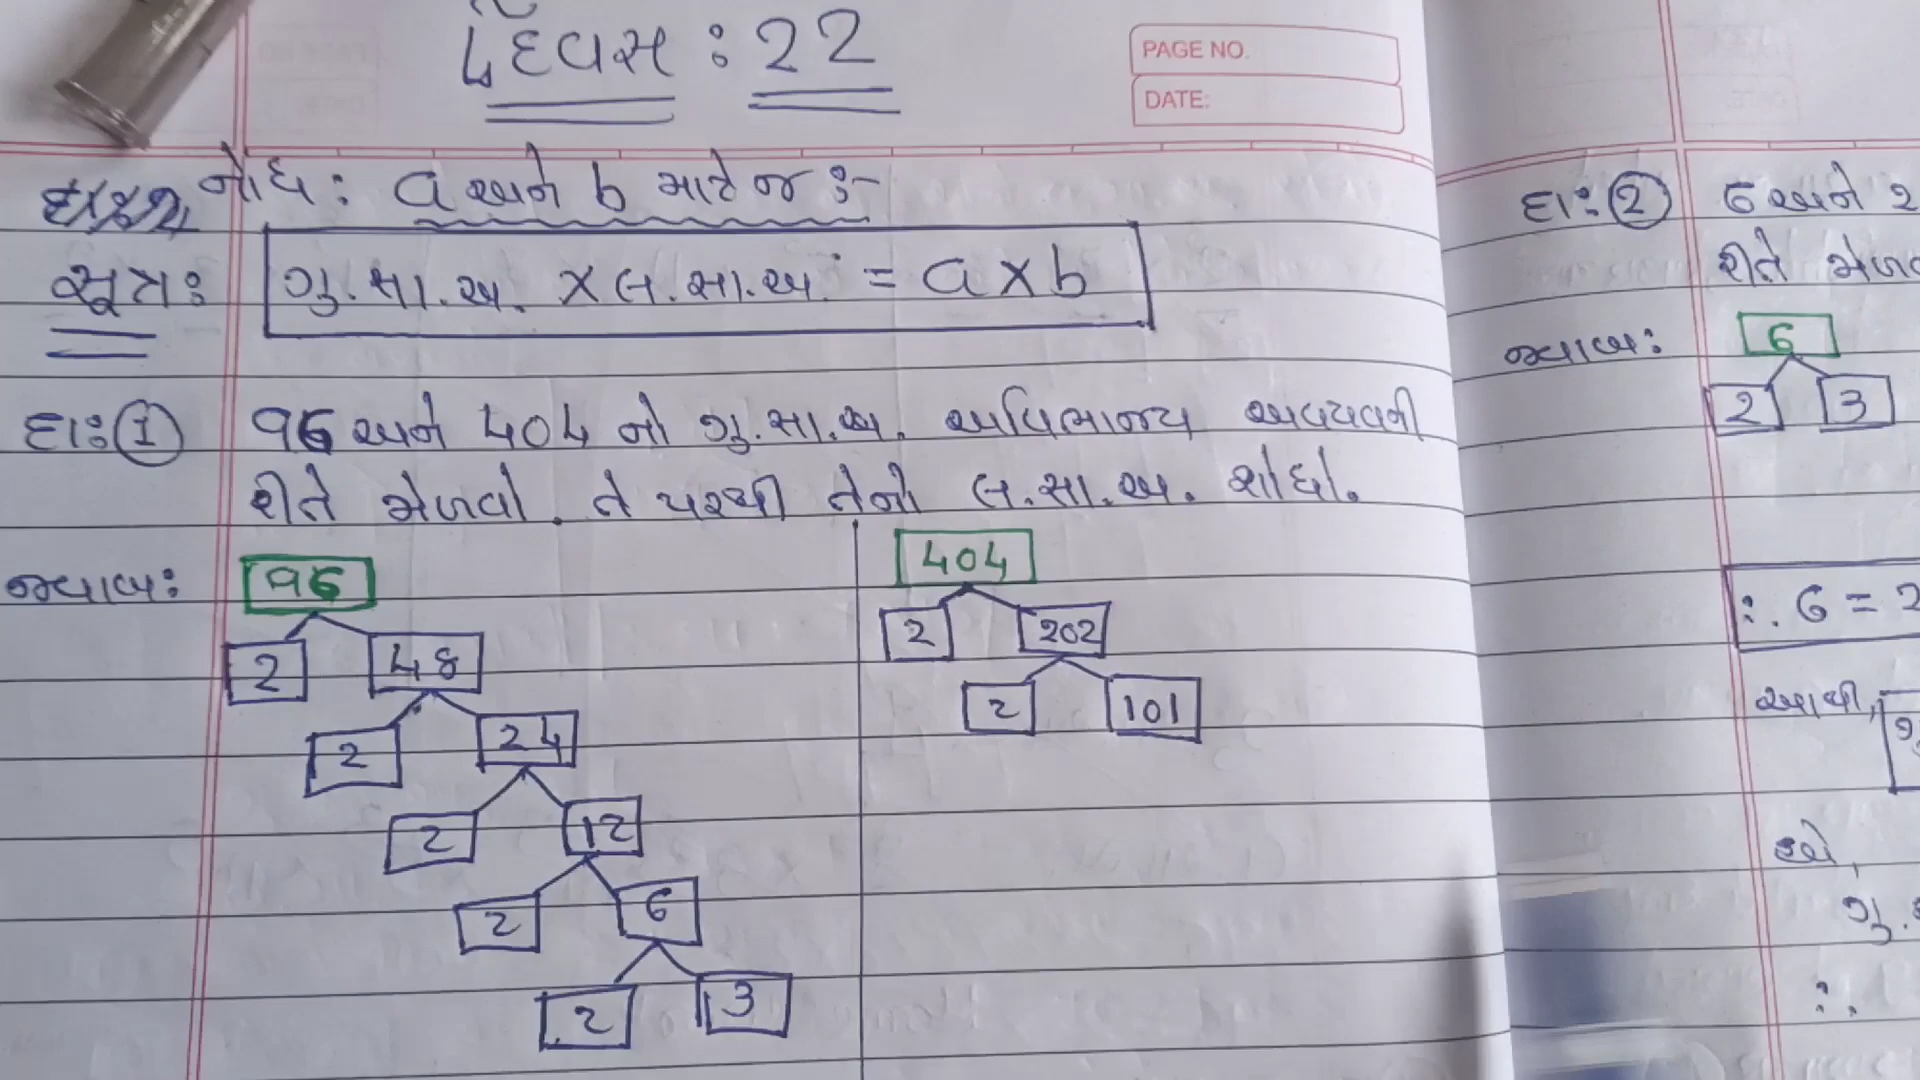 દિવસ : 22
PAGE NO.
DATE:
નોંધ : a અને b માટે જ :-
સૂત્ર : ગુ.સા.અ. × લ.સા.અ. = a × b
દા:① 96 અને 404 નો ગુ.સા.અ. અવિભાજ્ય અવયવની
રીતે મેળવો. તે પરથી તેનો લ.સા.અ. શોધો.
જવાબ:
96
2 48
2 24
2 12
2 6
2 3
404
2 202
2 101
દા:② 6 અને 2
રીતે
જવાબ:
6
2 3
∴ 6 = 2
આથી,
હવે,
ગુ.
∴